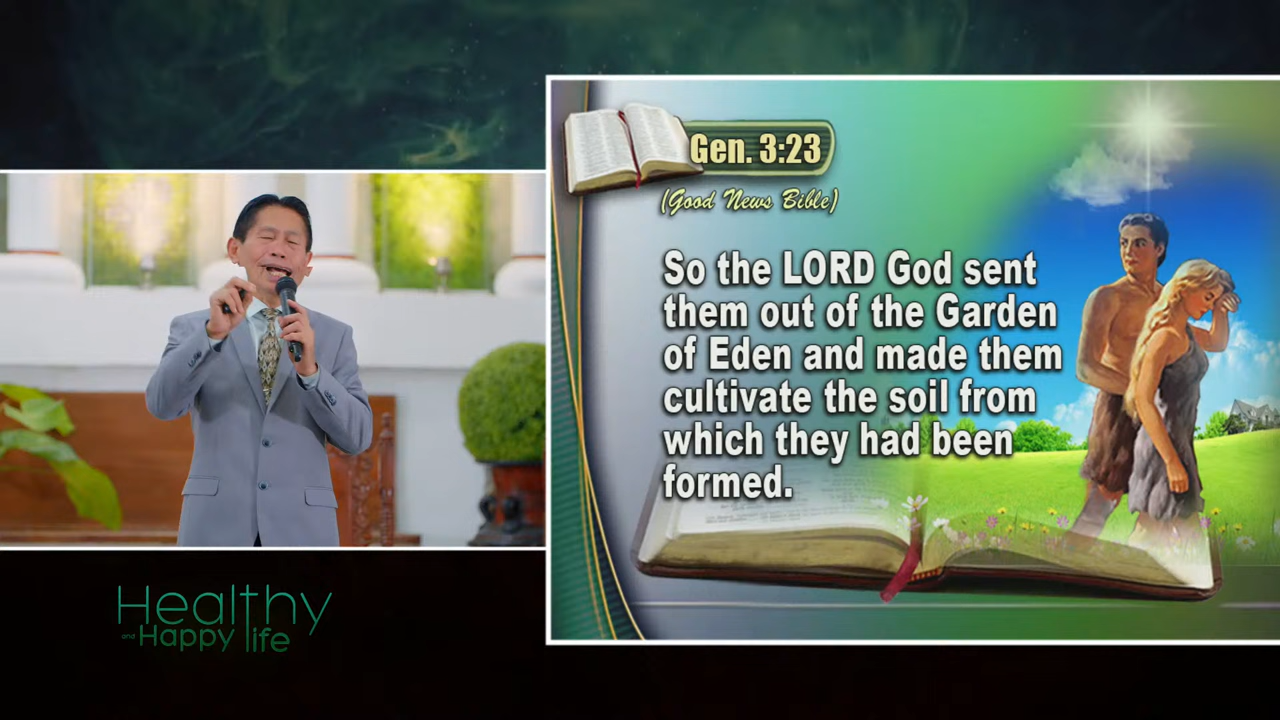 Gen. 3:23
(Good News Bible)
So the LORD God sent
them out of the Garden
of Eden and made them
cultivate the soil from
which they had been
formed.
Healthy
and Happy life